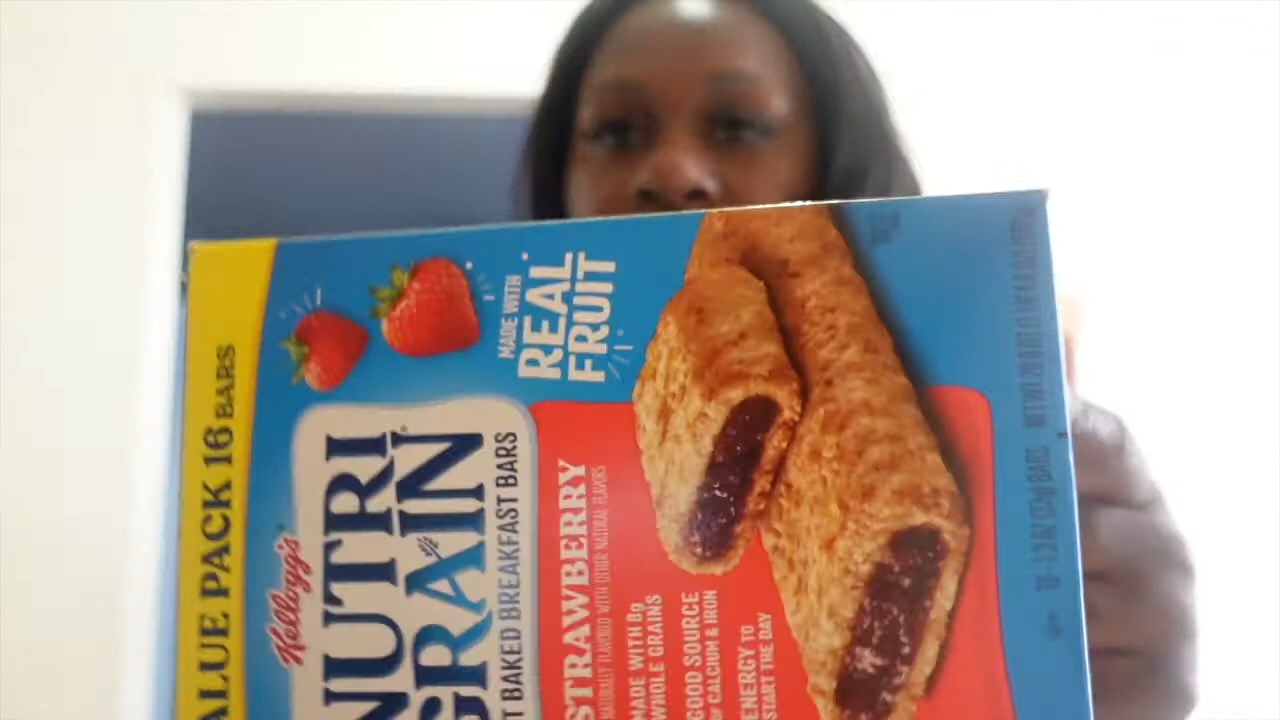 ALUE PACK 16 BARS
Kellogg's
NUTRI
GRAIN
T BAKED BREAKFAST BARS
MADE WITH
REAL
FRUIT
STRAWBERRY
NATURALLY FLAVORED WITH OTHER NATURAL FLAVORS
MADE WITH 8g
WHOLE GRAINS
GOOD SOURCE
OF CALCIUM & IRON
ENERGY TO
START THE DAY